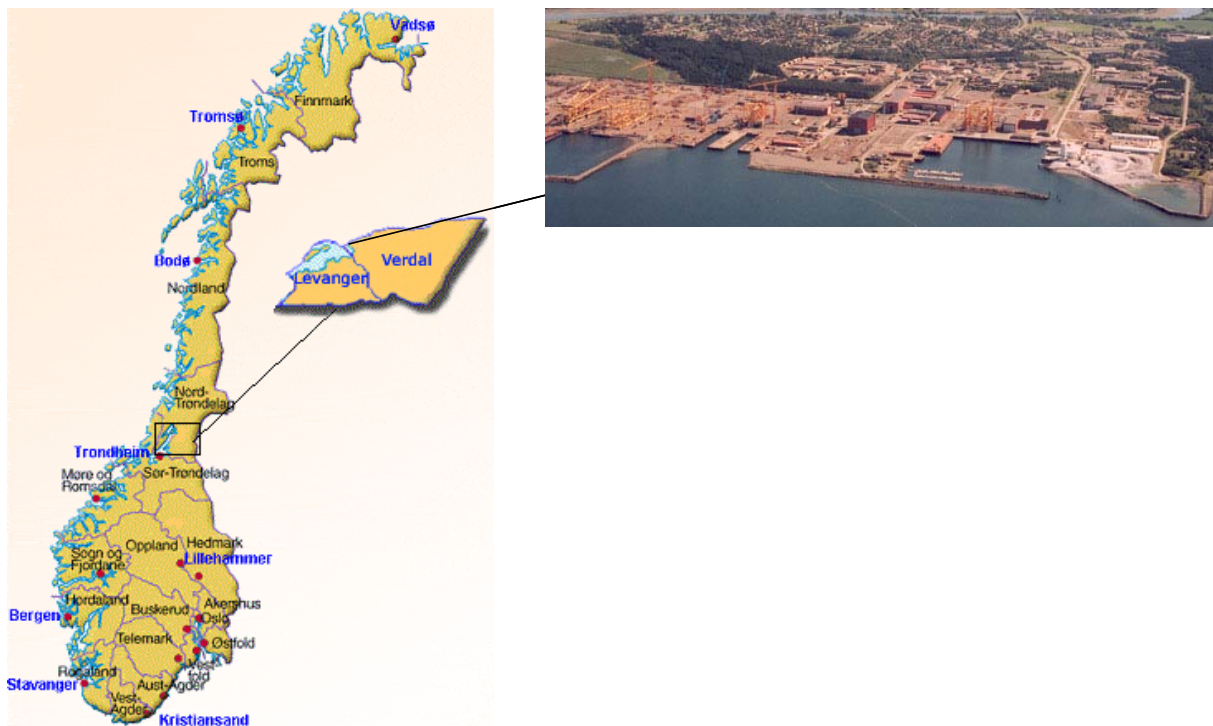 Vadsø
Finnmark
Tromsø
Troms
Bodø
Nordland
Levanger
Verdal
Nord-
Trøndelag
Trondheim
Sør-Trøndelag
Møre og
Romsdal
Oppland
Hedmark
Lillehammer
Sogn og
Fjordane
Hordaland
Bergen
Buskerud
Akershus
Oslo
Telemark
Østfold
Vest-
fold
Rogaland
Stavanger
Aust-Agder
Vest-
Agder
Kristiansand